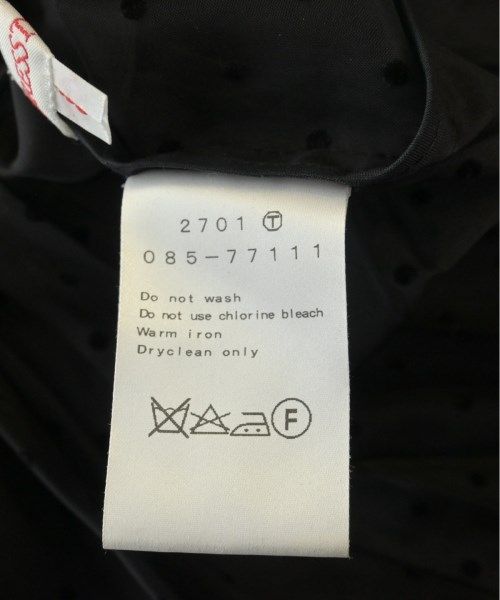 2701 Ⓣ
085-77111
Do not wash
Do not use chlorine bleach
Warm iron
Dryclean only
F